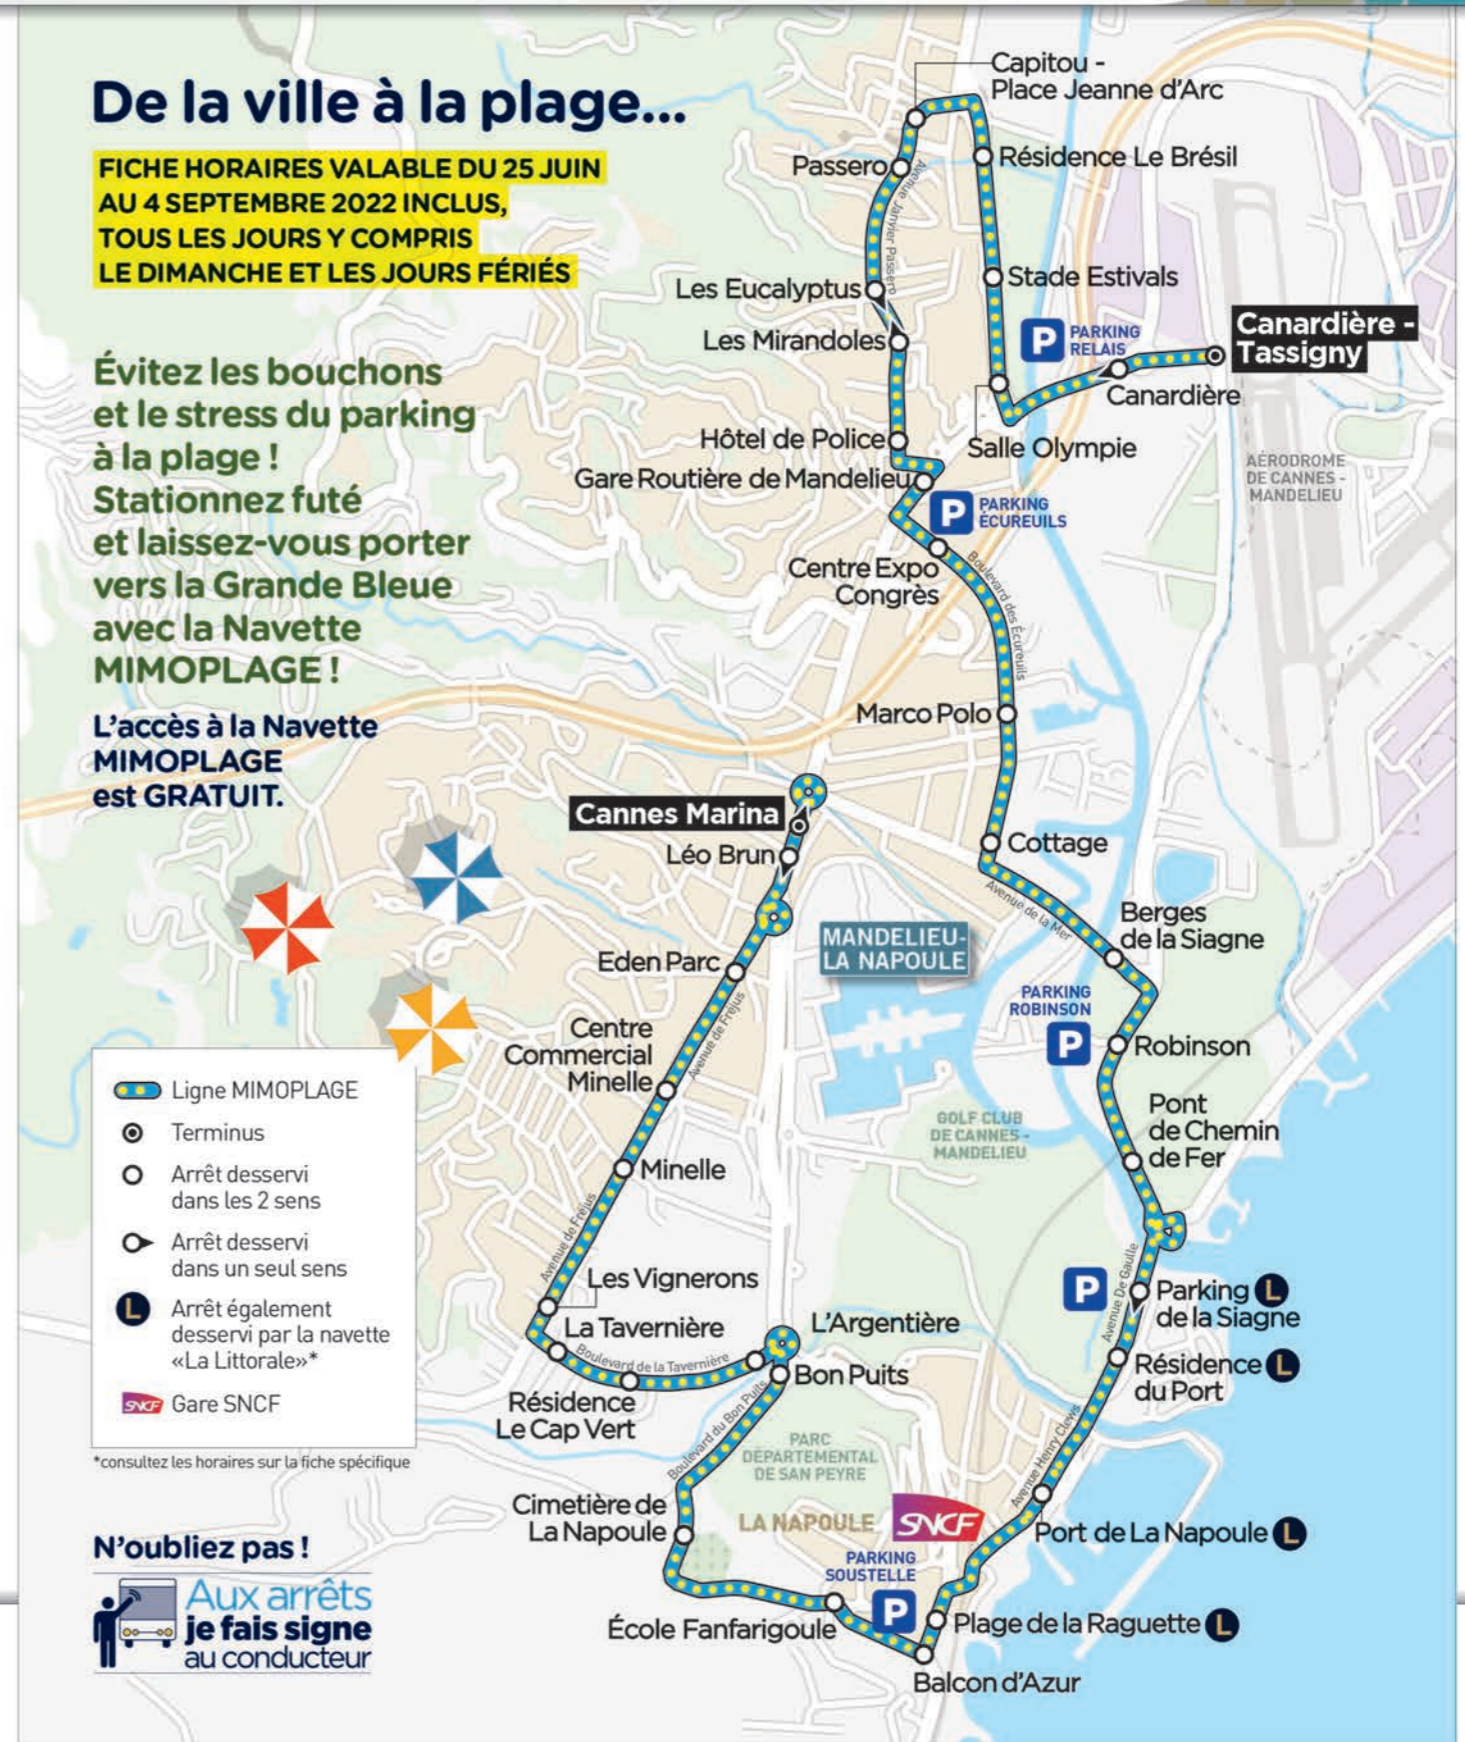 De la ville à la plage...
FICHE HORAIRES VALABLE DU 25 JUIN
AU 4 SEPTEMBRE 2022 INCLUS,
TOUS LES JOURS Y COMPRIS
LE DIMANCHE ET LES JOURS FÉRIÉS
Évitez les bouchons
et le stress du parking
à la plage !
Stationnez futé
et laissez-vous porter
vers la Grande Bleue
avec la Navette
MIMOPLAGE !
L'accès à la Navette
MIMOPLAGE
est GRATUIT.
Capitou -
Place Jeanne d'Arc
Passero
Résidence Le Brésil
Avenue Janvier Passero
Les Eucalyptus
Stade Estivals
Les Mirandoles
P PARKING
RELAIS
Canardière -
Tassigny
Canardière
Hôtel de Police
Salle Olympie
Gare Routière de Mandelieu
AÉRODROME
DE CANNES -
MANDELIEU
P PARKING
ÉCUREUILS
Centre Expo
Congrès
Boulevard des Écureuils
Marco Polo
Cannes Marina
Léo Brun
Cottage
Avenue de la Mer
Berges
de la Siagne
MANDELIEU-
LA NAPOULE
Eden Parc
PARKING
ROBINSON
P
Robinson
Avenue de Fréjus
Centre
Commercial
Minelle
Pont
de Chemin
de Fer
GOLF CLUB
DE CANNES -
MANDELIEU
Minelle
Avenue de Fréjus
P
Avenue De Gaulle
Parking L
de la Siagne
Les Vignerons
La Tavernière
L'Argentière
Boulevard de la Tavernière
Bon Puits
Résidence L
du Port
Résidence
Le Cap Vert
Boulevard du Bon Puits
PARC
DÉPARTEMENTAL
DE SAN PEYRE
Avenue Henry Clews
Cimetière de
La Napoule
LA NAPOULE
SNCF
Port de La Napoule L
PARKING
SOUSTELLE
P
École Fanfarigoule
Plage de la Raguette L
Balcon d'Azur
Ligne MIMOPLAGE
Terminus
Arrêt desservi
dans les 2 sens
Arrêt desservi
dans un seul sens
L Arrêt également
desservi par la navette
«La Littorale»*
SNCF Gare SNCF
*consultez les horaires sur la fiche spécifique
N'oubliez pas !
Aux arrêts
je fais signe
au conducteur